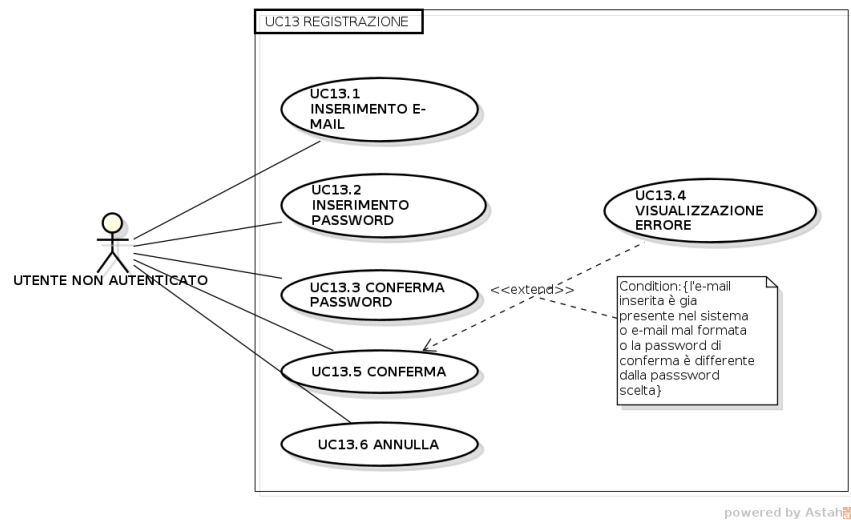 UC13 REGISTRAZIONE
UC13.1
INSERIMENTO E-
MAIL
UC13.2
INSERIMENTO
PASSWORD
UC13.4
VISUALIZZAZIONE
ERRORE
UTENTE NON AUTENTICATO
UC13.3 CONFERMA
PASSWORD
<<extend>>
Condition:{l'e-mail
inserita è gia
presente nel sistema
o e-mail mal formata
o la password di
conferma è differente
dalla passsword
scelta}
UC13.5 CONFERMA
UC13.6 ANNULLA
powered by Astah